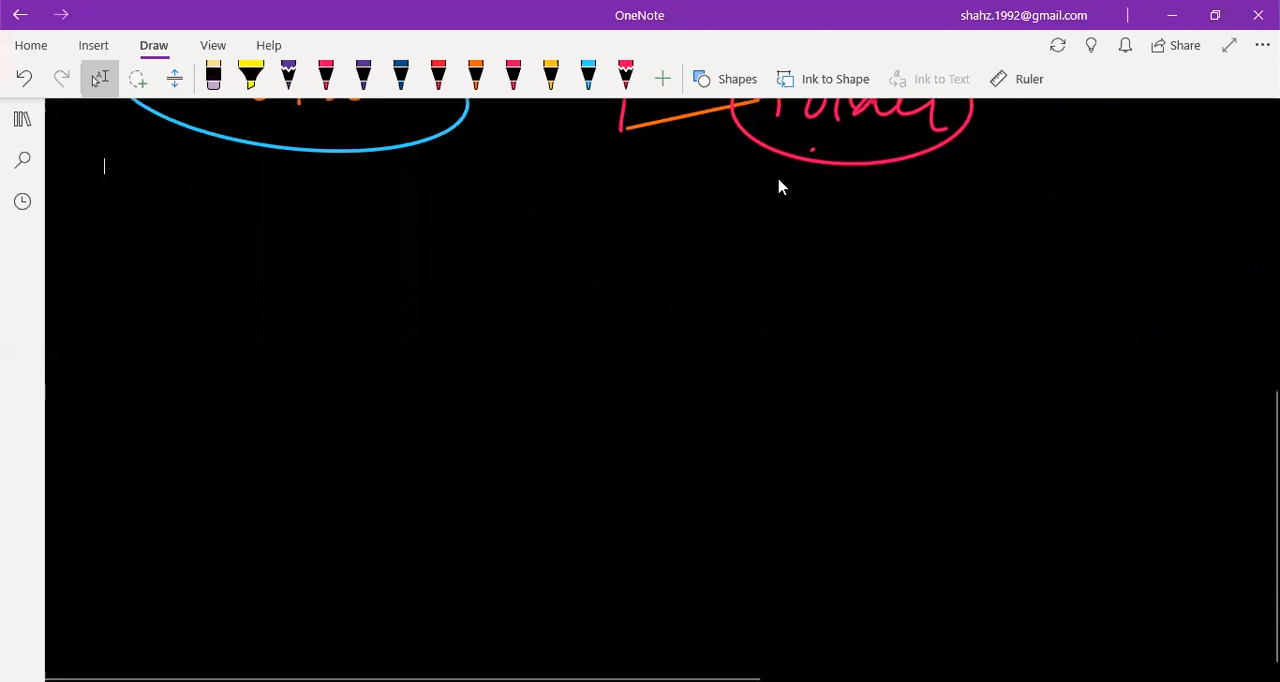 OneNote
shahz.1992@gmail.com
Home Insert Draw View Help
Share
Shapes Ink to Shape Ink to Text Ruler